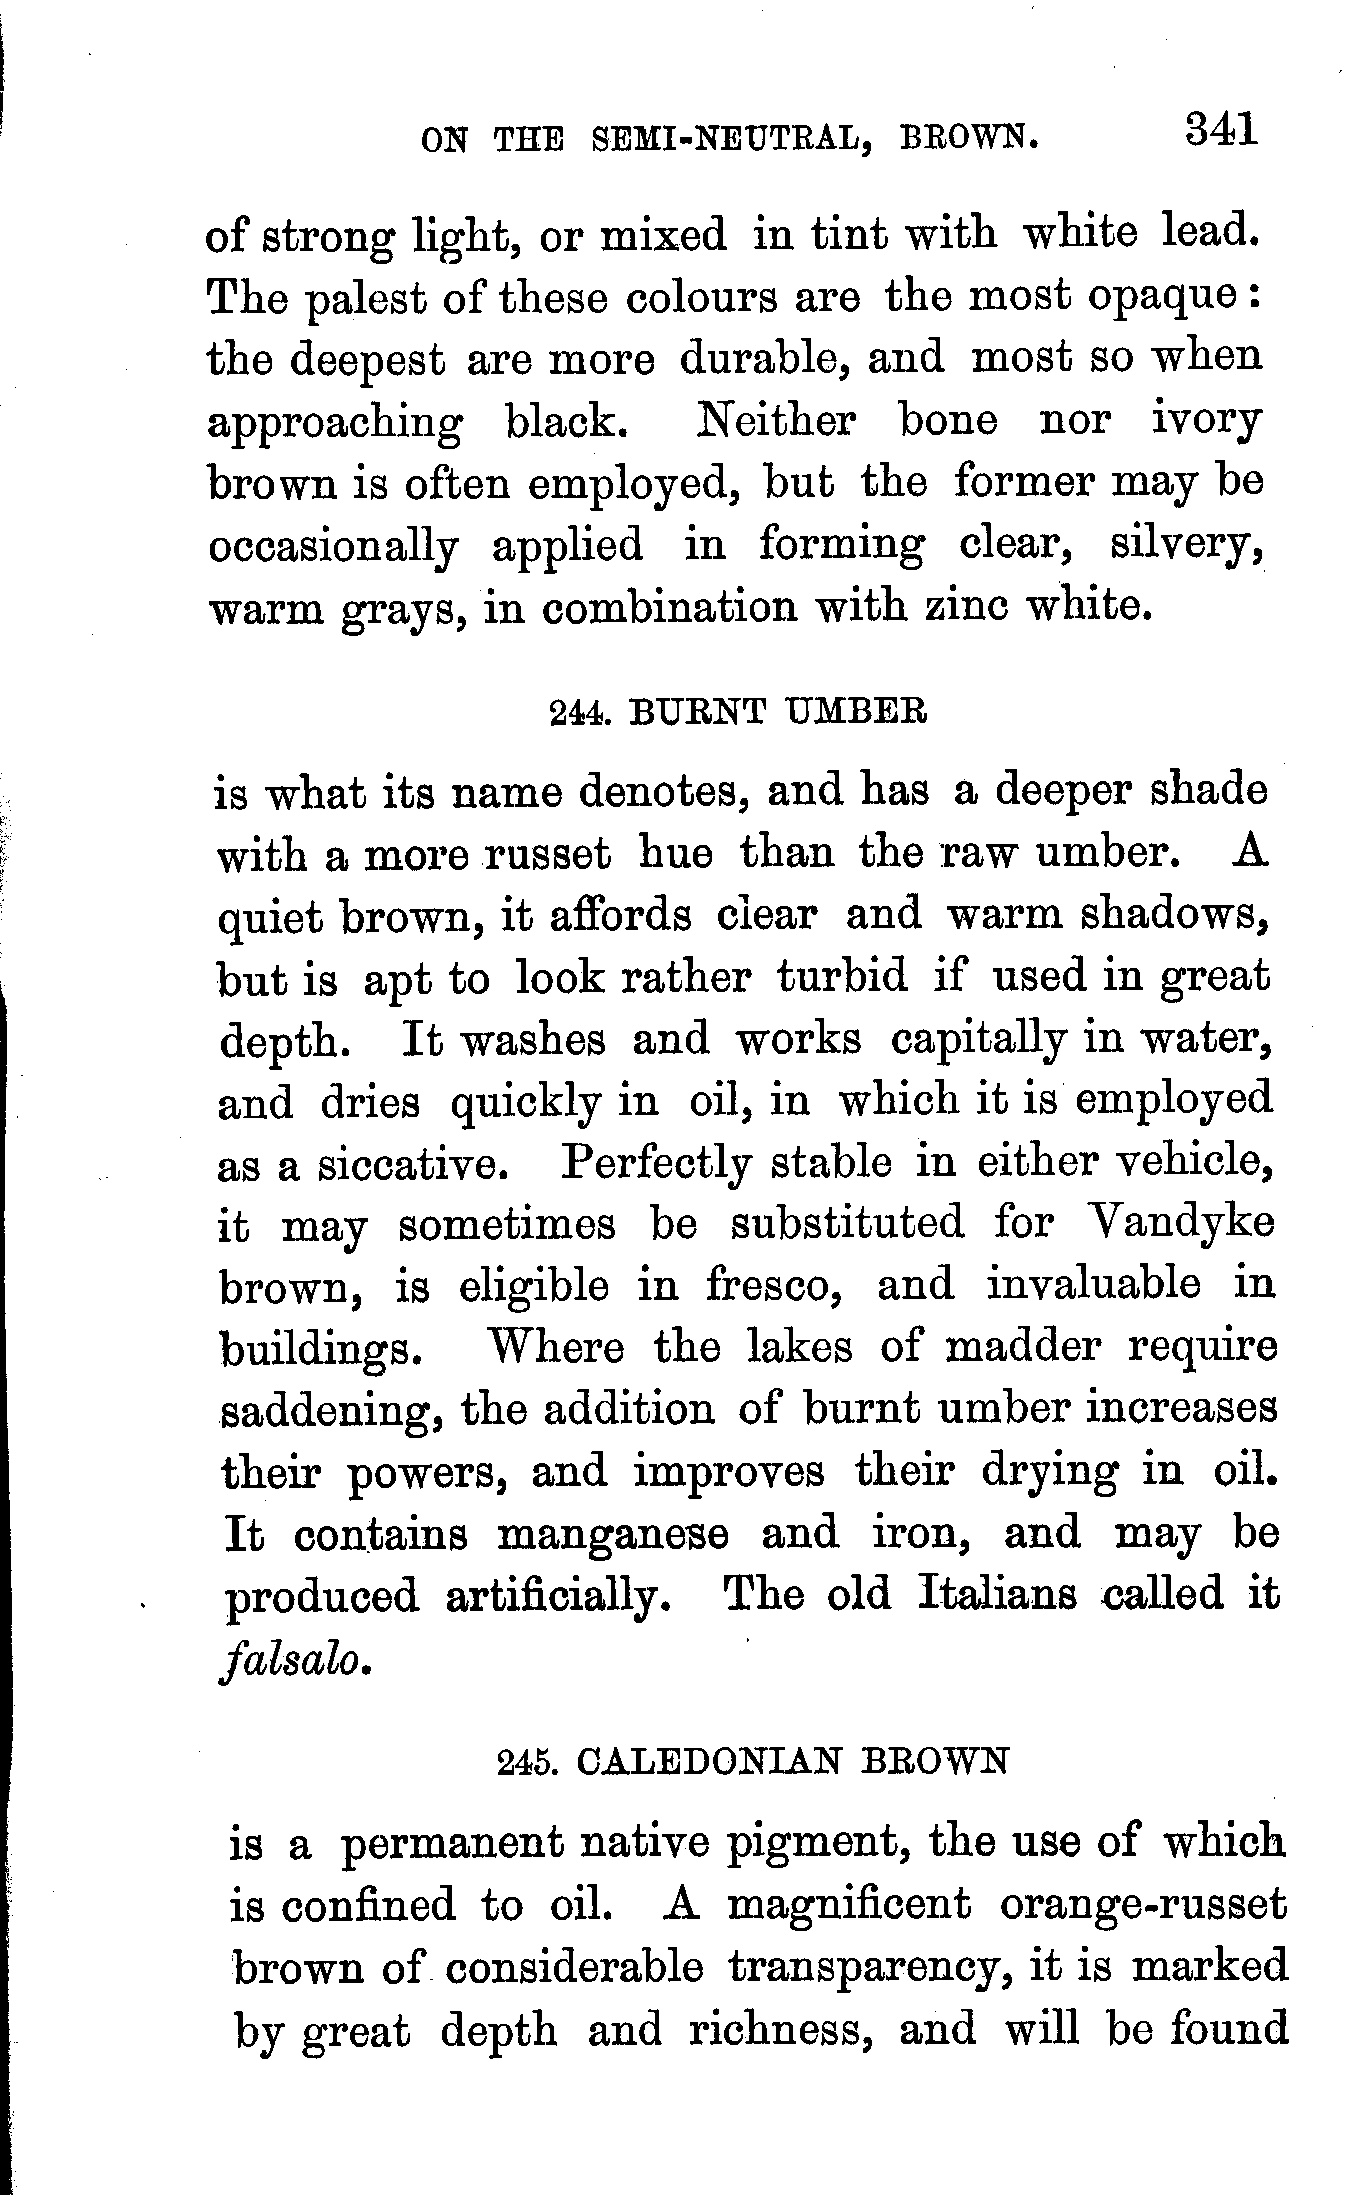 ON THE SEMI-NEUTRAL, BROWN. 341
of strong light, or mixed in tint with white lead.
The palest of these colours are the most opaque:
the deepest are more durable, and most so when
approaching black. Neither bone nor ivory
brown is often employed, but the former may be
occasionally applied in forming clear, silvery,
warm grays, in combination with zinc white.
244. BURNT UMBER
is what its name denotes, and has a deeper shade
with a more russet hue than the raw umber. A
quiet brown, it affords clear and warm shadows,
but is apt to look rather turbid if used in great
depth. It washes and works capitally in water,
and dries quickly in oil, in which it is employed
as a siccative. Perfectly stable in either vehicle,
it may sometimes be substituted for Vandyke
brown, is eligible in fresco, and invaluable in
buildings. Where the lakes of madder require
saddening, the addition of burnt umber increases
their powers, and improves their drying in oil.
It contains manganese and iron, and may be
produced artificially. The old Italians called it
falsalo.
245. CALEDONIAN BROWN
is a permanent native pigment, the use of which
is confined to oil. A magnificent orange-russet
brown of considerable transparency, it is marked
by great depth and richness, and will be found